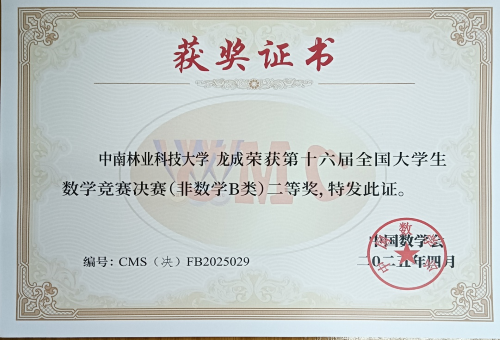 获奖证书
中南林业科技大学 龙成荣获第十六届全国大学生
数学竞赛决赛(非数学B类)二等奖,特发此证。
中国数学会
编号:CMS(决)FB2025029
二〇二五年四月